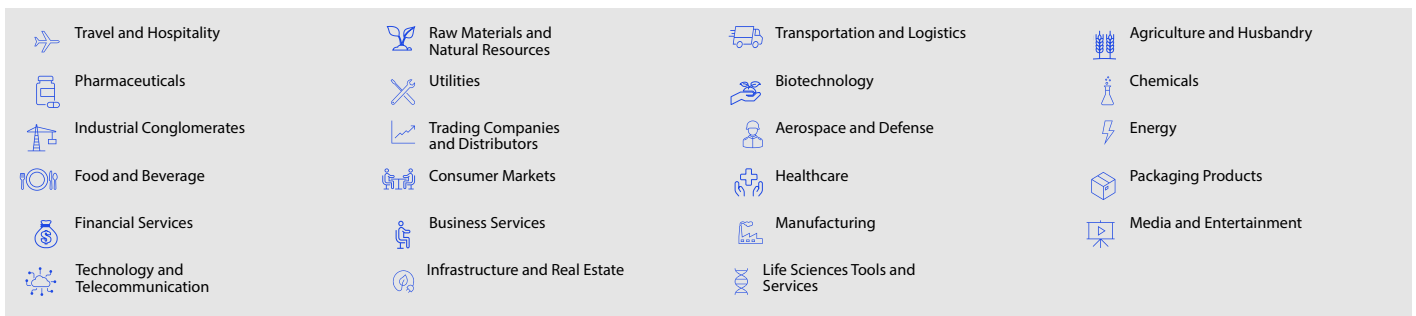 Travel and Hospitality
Pharmaceuticals
Industrial Conglomerates
Food and Beverage
Financial Services
Technology and
Telecommunication
Raw Materials and
Natural Resources
Utilities
Trading Companies
and Distributors
Consumer Markets
Business Services
Infrastructure and Real Estate
Transportation and Logistics
Biotechnology
Aerospace and Defense
Healthcare
Manufacturing
Life Sciences Tools and
Services
Agriculture and Husbandry
Chemicals
Energy
Packaging Products
Media and Entertainment